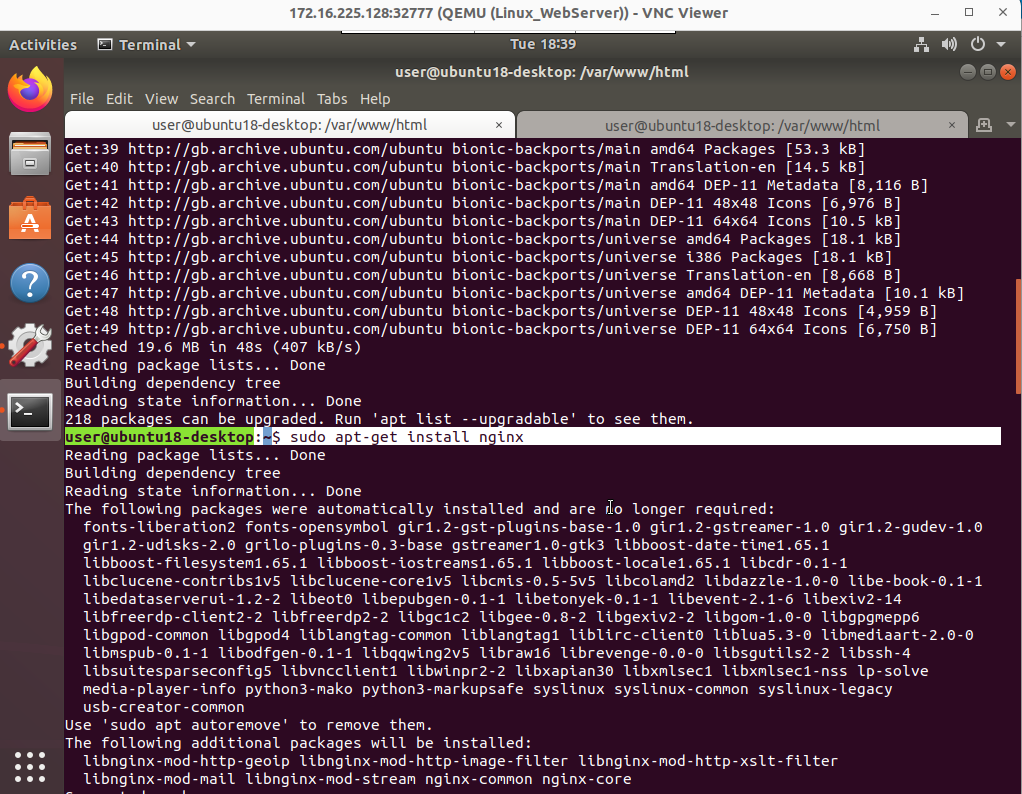 172.16.225.128:32777 (QEMU (Linux_WebServer)) - VNC Viewer
Activities Terminal Tue 18:39
user@ubuntu18-desktop: /var/www/html
File Edit View Search Terminal Tabs Help
user@ubuntu18-desktop: /var/www/html × user@ubuntu18-desktop: /var/www/html ×
Get:39 http://gb.archive.ubuntu.com/ubuntu bionic-backports/main amd64 Packages [53.3 kB]
Get:40 http://gb.archive.ubuntu.com/ubuntu bionic-backports/main Translation-en [14.5 kB]
Get:41 http://gb.archive.ubuntu.com/ubuntu bionic-backports/main amd64 DEP-11 Metadata [8,116 B]
Get:42 http://gb.archive.ubuntu.com/ubuntu bionic-backports/main DEP-11 48x48 Icons [6,976 B]
Get:43 http://gb.archive.ubuntu.com/ubuntu bionic-backports/main DEP-11 64x64 Icons [10.5 kB]
Get:44 http://gb.archive.ubuntu.com/ubuntu bionic-backports/universe amd64 Packages [18.1 kB]
Get:45 http://gb.archive.ubuntu.com/ubuntu bionic-backports/universe i386 Packages [18.1 kB]
Get:46 http://gb.archive.ubuntu.com/ubuntu bionic-backports/universe Translation-en [8,668 B]
Get:47 http://gb.archive.ubuntu.com/ubuntu bionic-backports/universe amd64 DEP-11 Metadata [10.1 kB]
Get:48 http://gb.archive.ubuntu.com/ubuntu bionic-backports/universe DEP-11 48x48 Icons [4,959 B]
Get:49 http://gb.archive.ubuntu.com/ubuntu bionic-backports/universe DEP-11 64x64 Icons [6,750 B]
Fetched 19.6 MB in 48s (407 kB/s)
Reading package lists... Done
Building dependency tree
Reading state information... Done
218 packages can be upgraded. Run 'apt list --upgradable' to see them.
user@ubuntu18-desktop:~$ sudo apt-get install nginx
Reading package lists... Done
Building dependency tree
Reading state information... Done
The following packages were automatically installed and are no longer required:
fonts-liberation2 fonts-opensymbol gir1.2-gst-plugins-base-1.0 gir1.2-gstreamer-1.0 gir1.2-gudev-1.0
gir1.2-udisks-2.0 grilo-plugins-0.3-base gstreamer1.0-gtk3 libboost-date-time1.65.1
libboost-filesystem1.65.1 libboost-iostreams1.65.1 libboost-locale1.65.1 libcdr-0.1-1
libclucene-contribs1v5 libclucene-core1v5 libcmis-0.5-5v5 libcolamd2 libdazzle-1.0-0 libe-book-0.1-1
libedataserverui-1.2-2 libeot0 libepubgen-0.1-1 libetonyek-0.1-1 libevent-2.1-6 libexiv2-14
libfreerdp-client2-2 libfreerdp2-2 libgc1c2 libgee-0.8-2 libgexiv2-2 libgom-1.0-0 libgpgmepp6
libgpod-common libgpod4 liblangtag-common liblangtag1 liblirc-client0 liblua5.3-0 libmediaart-2.0-0
libmspub-0.1-1 libodfgen-0.1-1 libqqwing2v5 libraw16 librevenge-0.0-0 libsgutils2-2 libssh-4
libsuitesparseconfig5 libvncclient1 libwinpr2-2 libxapian30 libxmlsec1 libxmlsec1-nss lp-solve
media-player-info python3-mako python3-markupsafe syslinux syslinux-common syslinux-legacy
usb-creator-common
Use 'sudo apt autoremove' to remove them.
The following additional packages will be installed:
libnginx-mod-http-geoip libnginx-mod-http-image-filter libnginx-mod-http-xslt-filter
libnginx-mod-mail libnginx-mod-stream nginx-common nginx-core